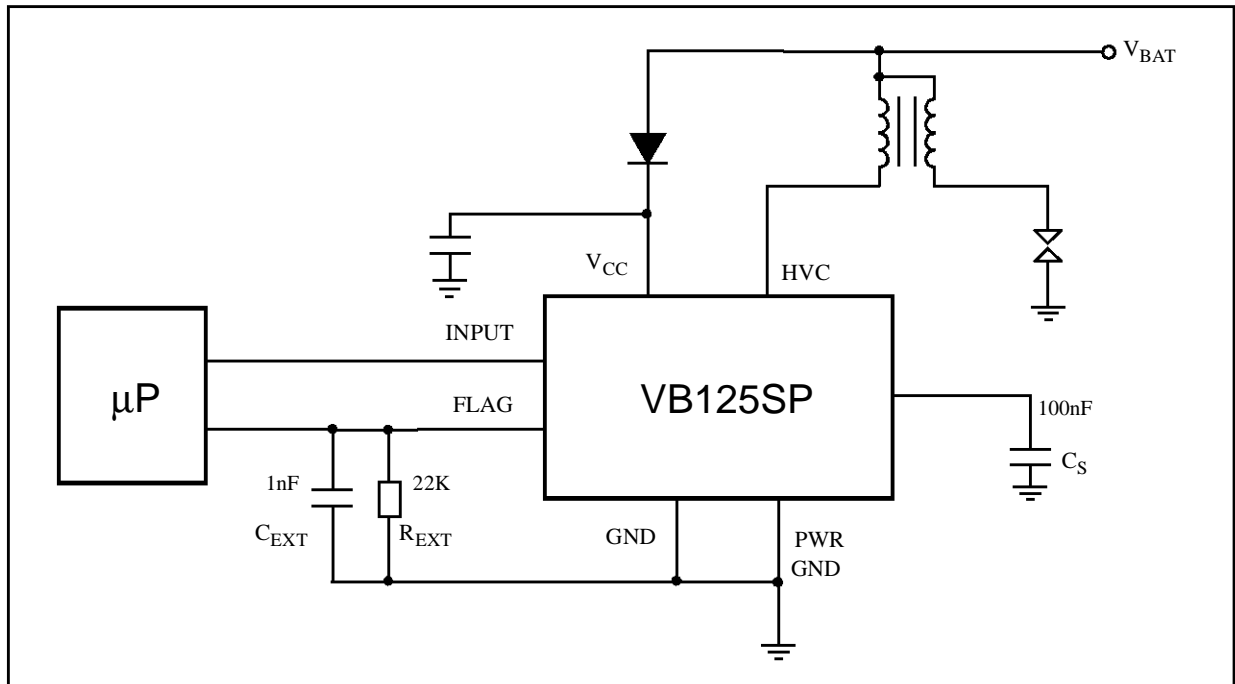 V_BAT
V_CC
HVC
INPUT
μP
FLAG
VB125SP
100nF
C_S
1nF
22K
C_EXT
R_EXT
GND
PWR
GND